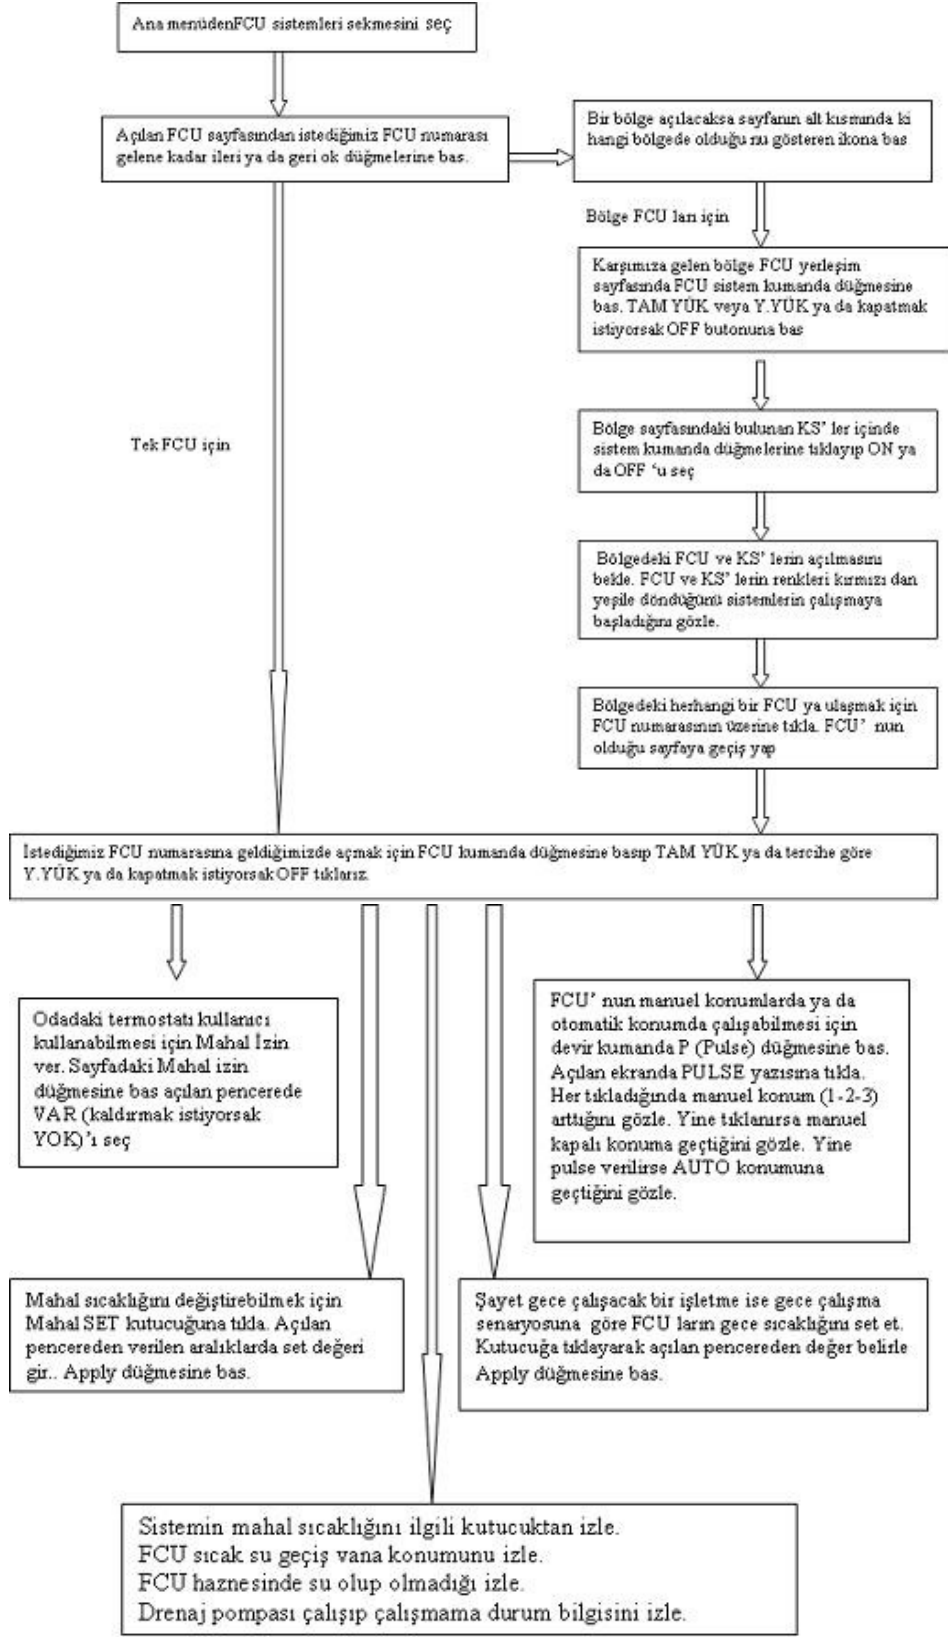 Ana menüdenFCU sistemleri sekmesini seç
Açılan FCU sayfasından istediğimiz FCU numarası
gelene kadar ileri ya da geri ok düğmelerine bas.
Bir bölge açılacaksa sayfanın alt kısmında ki
hangi bölgede olduğu nu gösteren ikona bas
Bölge FCU ları için
Karşımıza gelen bölge FCU yerleşim
sayfasında FCU sistem kumanda düğmesine
bas. TAM YÜK veya Y.YÜK ya da kapatmak
istiyorsak OFF butonuna bas
Tek FCU için
Bölge sayfasındaki bulunan KS’ ler içinde
sistem kumanda düğmelerine tıklayıp ON ya
da OFF ‘u seç
Bölgedeki FCU ve KS’ lerin açılmasını
bekle. FCU ve KS’ lerin renkleri kırmızı dan
yeşile döndüğünü sistemlerin çalışmaya
başladığını gözle.
Bölgedeki herhangi bir FCU ya ulaşmak için
FCU numarasının üzerine tıkla. FCU’ nun
olduğu sayfaya geçiş yap
İstediğimiz FCU numarasına geldiğimizde açmak için FCU kumanda düğmesine basıp TAM YÜK ya da tercihe göre
Y.YÜK ya da kapatmak istiyorsak OFF tıklarız.
Odadaki termostatı kullanıcı
kullanabilmesi için Mahal İzin
ver. Sayfadaki Mahal izin
düğmesine bas açılan pencerede
VAR (kaldırmak istiyorsak
YOK)’ı seç
FCU’ nun manuel konumlarda ya da
otomatik konumda çalışabilmesi için
devir kumanda P (Pulse) düğmesine bas.
Açılan ekranda PULSE yazısına tıkla.
Her tıkladığında manuel konum (1-2-3)
arttığını gözle. Yine tıklanırsa manuel
kapalı konuma geçtiğini gözle. Yine
pulse verilirse AUTO konumuna
geçtiğini gözle.
Mahal sıcaklığını değiştirebilmek için
Mahal SET kutucuğuna tıkla. Açılan
pencereden verilen aralıklarda set değeri
gir.. Apply düğmesine bas.
Şayet gece çalışacak bir işletme ise gece çalışma
senaryosuna göre FCU ların gece sıcaklığını set et.
Kutucuğa tıklayarak açılan pencereden değer belirle
Apply düğmesine bas.
Sistemin mahal sıcaklığını ilgili kutucuktan izle.
FCU sıcak su geçiş vana konumunu izle.
FCU haznesinde su olup olmadığı izle.
Drenaj pompası çalışıp çalışmama durum bilgisini izle.